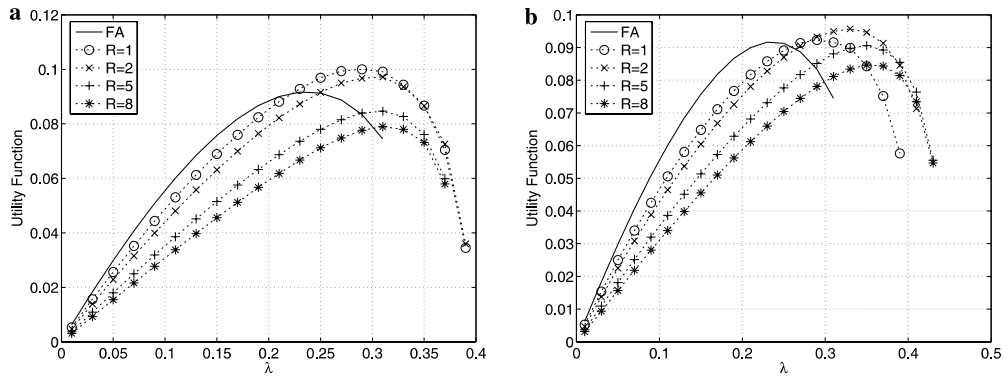 a
0.12
0.1
0.08
0.06
0.04
0.02
0
Utility Function
FA
R=1
R=2
R=5
R=8
0 0.05 0.1 0.15 0.2 0.25 0.3 0.35 0.4
λ
b
0.1
0.09
0.08
0.07
0.06
0.05
0.04
0.03
0.02
0.01
0
Utility Function
FA
R=1
R=2
R=5
R=8
0 0.1 0.2 0.3 0.4 0.5
λ